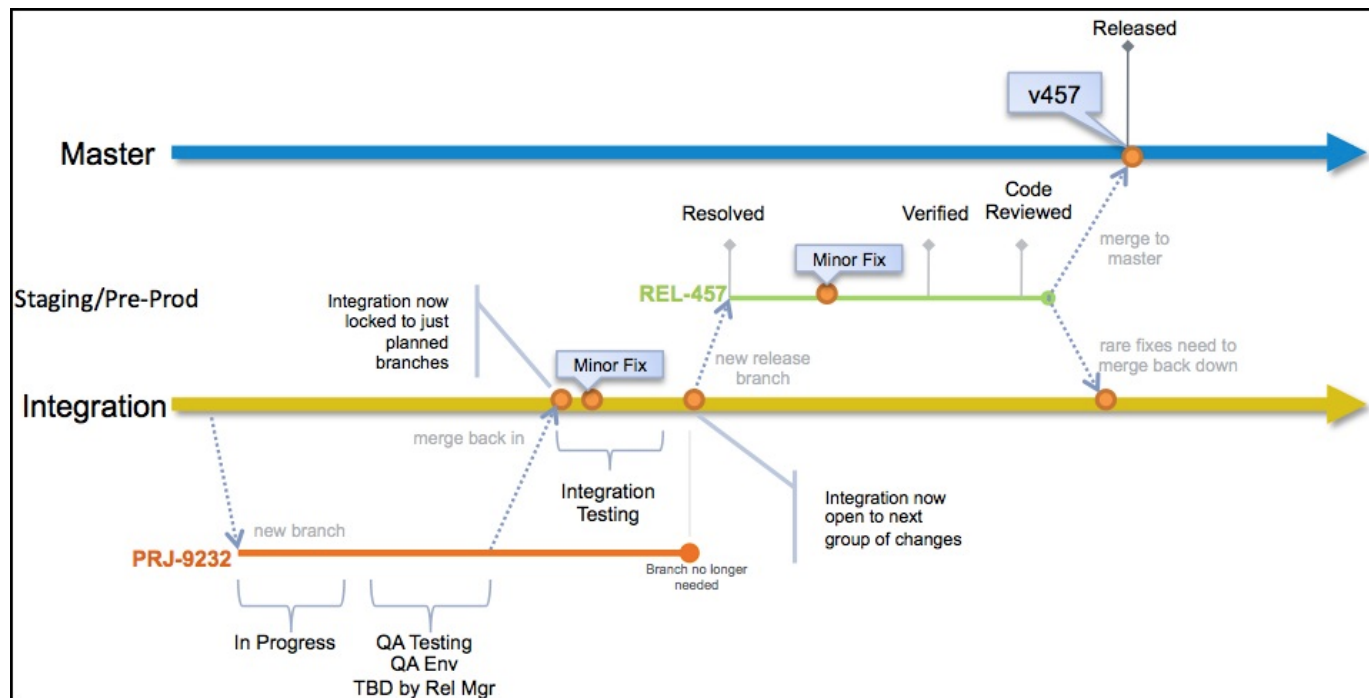 Released
v457
Master
Resolved
Minor Fix
Verified
Code
Reviewed
merge to
master
Staging/Pre-Prod
REL-457
Integration now
locked to just
planned
branches
Minor Fix
new release
branch
rare fixes need to
merge back down
Integration
merge back in
Integration
Testing
Integration now
open to next
group of changes
new branch
PRJ-9232
Branch no longer
needed
In Progress
QA Testing
QA Env
TBD by Rel Mgr